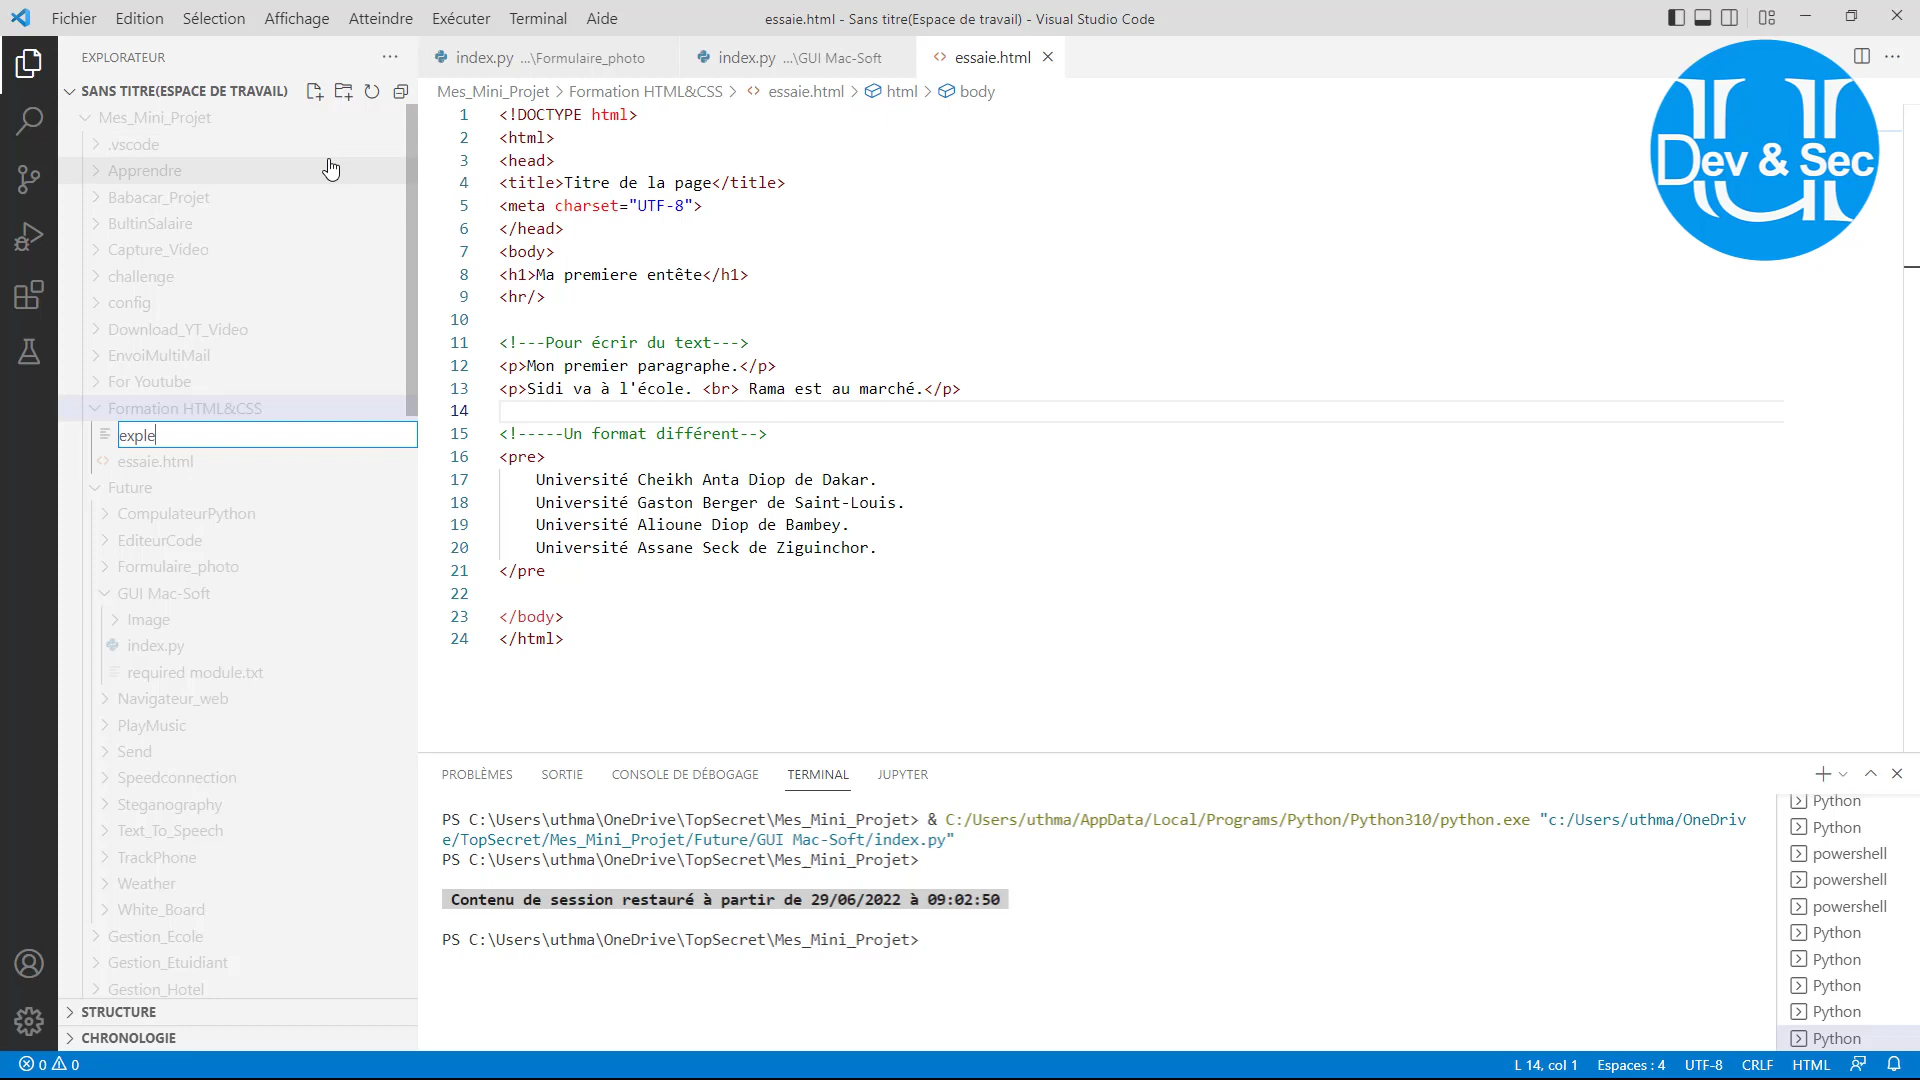 Fichier Edition Sélection Affichage Atteindre Exécuter Terminal Aide
essaie.html - Sans titre(Espace de travail) - Visual Studio Code
EXPLORATEUR
SANS TITRE(ESPACE DE TRAVAIL)
Mes_Mini_Projet
.vscode
Apprendre
Babacar_Projet
BultinSalaire
Capture_Video
challenge
config
Download_YT_Video
EnvoiMultiMail
For Youtube
Formation HTML&CSS
exple
essaie.html
Future
CompulateurPython
EditeurCode
Formulaire_photo
GUI Mac-Soft
Image
index.py
required module.txt
Navigateur_web
PlayMusic
Send
Speedconnection
Steganography
Text_To_Speech
TrackPhone
Weather
White_Board
Gestion_Ecole
Gestion_Etuidiant
Gestion_Hotel
STRUCTURE
CHRONOLOGIE
index.py ...\Formulaire_photo
index.py ...\GUI Mac-Soft
essaie.html
Mes_Mini_Projet > Formation HTML&CSS > essaie.html > html > body
1 <!DOCTYPE html>
2 <html>
3 <head>
4 <title>Titre de la page</title>
5 <meta charset="UTF-8">
6 </head>
7 <body>
8 <h1>Ma premiere entête</h1>
9 <hr/>
10
11 <!---Pour écrir du text--->
12 <p>Mon premier paragraphe.</p>
13 <p>Sidi va à l'école. <br> Rama est au marché.</p>
14
15 <!-----Un format différent-->
16 <pre>
17 Université Cheikh Anta Diop de Dakar.
18 Université Gaston Berger de Saint-Louis.
19 Université Alioune Diop de Bambey.
20 Université Assane Seck de Ziguinchor.
21 </pre
22
23 </body>
24 </html>
U
Dev & Sec
PROBLÈMES SORTIE CONSOLE DE DÉBOGAGE TERMINAL JUPYTER
PS C:\Users\uthma\OneDrive\TopSecret\Mes_Mini_Projet> & C:/Users/uthma/AppData/Local/Programs/Python/Python310/python.exe "c:/Users/uthma/OneDriv
e/TopSecret/Mes_Mini_Projet/Future/GUI Mac-Soft/index.py"
PS C:\Users\uthma\OneDrive\TopSecret\Mes_Mini_Projet>
Contenu de session restauré à partir de 29/06/2022 à 09:02:50
PS C:\Users\uthma\OneDrive\TopSecret\Mes_Mini_Projet>
Python
Python
powershell
powershell
powershell
Python
Python
Python
Python
Python
0 0
L 14, col 1 Espaces : 4 UTF-8 CRLF HTML